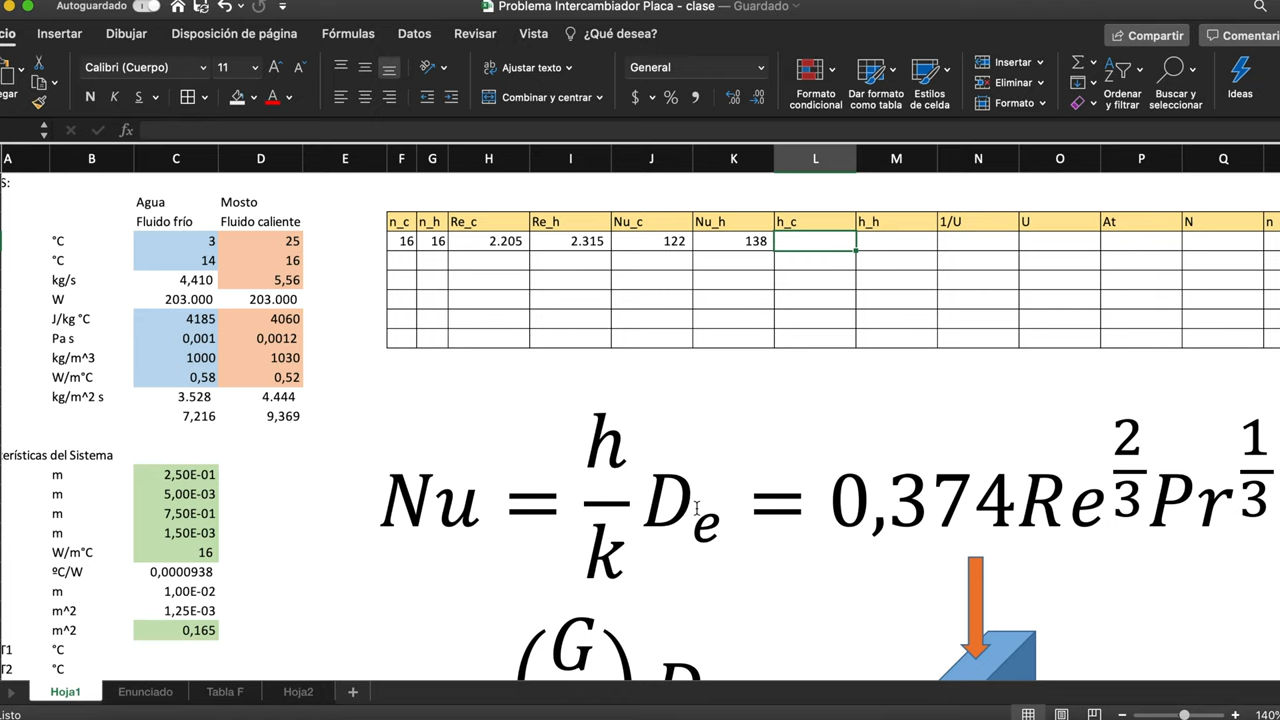 Autoguardado
Problema Intercambiador Placa - clase — Guardado
cio Insertar Dibujar Disposición de página Fórmulas Datos Revisar Vista ¿Qué desea? Compartir Comentari
Calibri (Cuerpo) 11 A A Ajustar texto General Insertar
egar N K S A Combinar y centrar $ % Formato condicional Dar formato como tabla Estilos de celda Eliminar Formato Ordenar y filtrar Buscar y seleccionar Ideas
fx
A B C D E F G H I J K L M N O P Q
S:
Agua Mosto
Fluido frío Fluido caliente n_c n_h Re_c Re_h Nu_c Nu_h h_c h_h 1/U U At N n
°C 3 25 16 16 2.205 2.315 122 138
°C 14 16
kg/s 4,410 5,56
W 203.000 203.000
J/kg °C 4185 4060
Pa s 0,001 0,0012
kg/m^3 1000 1030
W/m°C 0,58 0,52
kg/m^2 s 3.528 4.444
7,216 9,369
erísticas del Sistema
m 2,50E-01
m 5,00E-03
m 7,50E-01
m 1,50E-03
W/m°C 16
ºC/W 0,0000938
m 1,00E-02
m^2 1,25E-03
m^2 0,165
T1 °C
T2 °C
Nu = h/k D_e = 0,374Re^{2/3}Pr^{1/3}
(G)
D
Hoja1 Enunciado Tabla F Hoja2 +
isto 140%